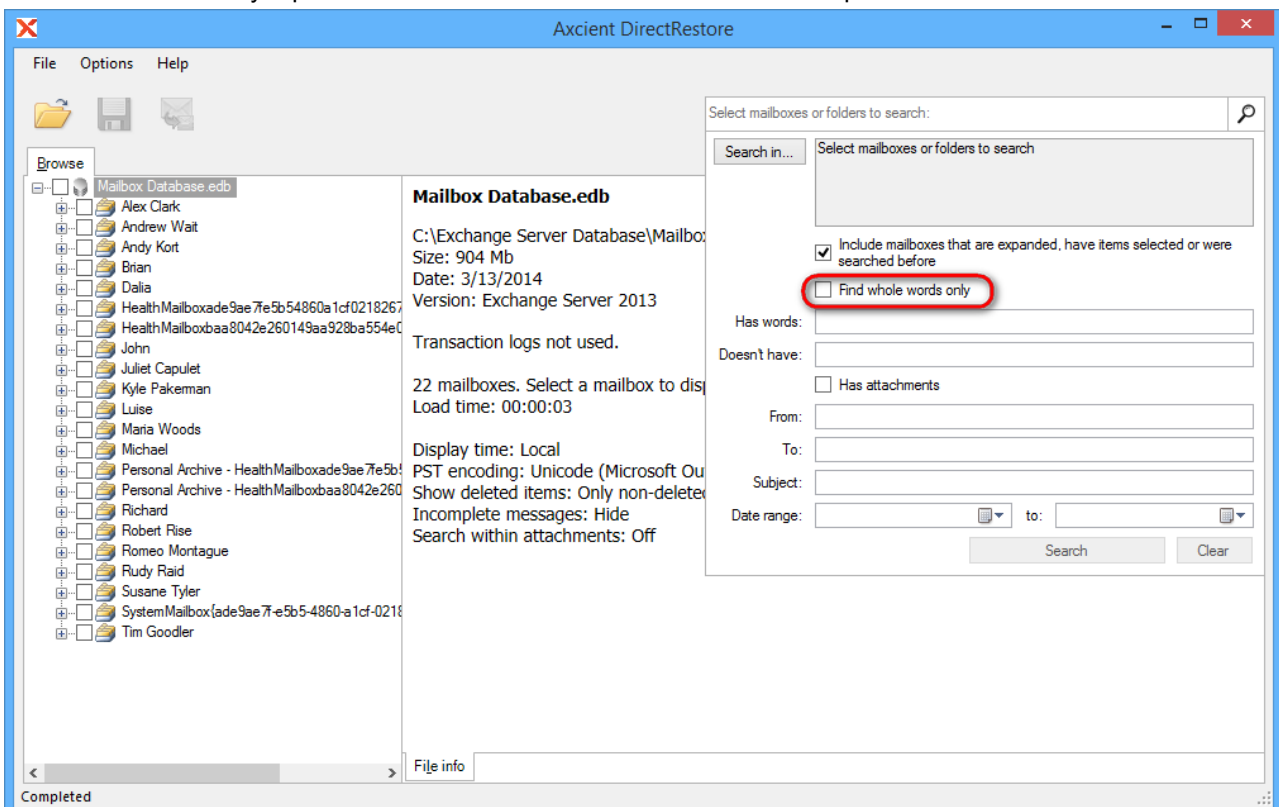 Axcient DirectRestore
File Options Help
Select mailboxes or folders to search:
Browse
Search in...
Select mailboxes or folders to search
Mailbox Database.edb
Alex Clark
Andrew Wait
Andy Kort
Brian
Dalia
HealthMailboxade9ae7fe5b54860a1cf0218267
HealthMailboxbaa8042e260149aa928ba554e0
John
Juliet Capulet
Kyle Pakerman
Luise
Maria Woods
Michael
Personal Archive - HealthMailboxade9ae7fe5b5
Personal Archive - HealthMailboxbaa8042e260
Richard
Robert Rise
Romeo Montague
Rudy Raid
Susane Tyler
SystemMailbox{ade9ae7f-e5b5-4860-a1cf-0218
Tim Goodler
Mailbox Database.edb
C:\Exchange Server Database\Mailbo
Size: 904 Mb
Date: 3/13/2014
Version: Exchange Server 2013
Transaction logs not used.
22 mailboxes. Select a mailbox to disp
Load time: 00:00:03
Display time: Local
PST encoding: Unicode (Microsoft Ou
Show deleted items: Only non-deleted
Incomplete messages: Hide
Search within attachments: Off
Include mailboxes that are expanded, have items selected or were
searched before
Find whole words only
Has words:
Doesn't have:
Has attachments
From:
To:
Subject:
Date range:
to:
Search
Clear
File info
Completed